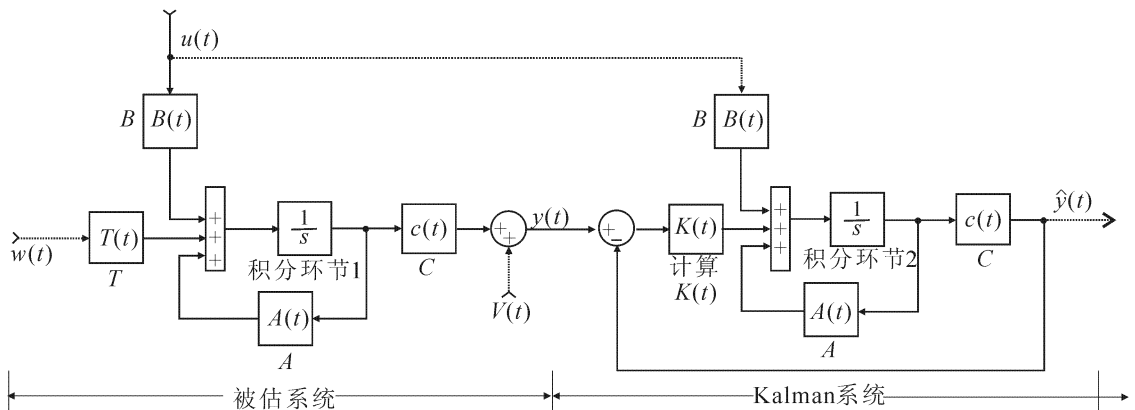 u(t)
B B(t)
B B(t)
w(t)
T(t)
T
+
+
+
1
s
积分环节1
c(t)
C
A(t)
A
+
+
y(t)
V(t)
+
−
K(t)
计算
K(t)
+
+
+
1
s
积分环节2
c(t)
C
A(t)
A
ŷ(t)
被估系统
Kalman系统